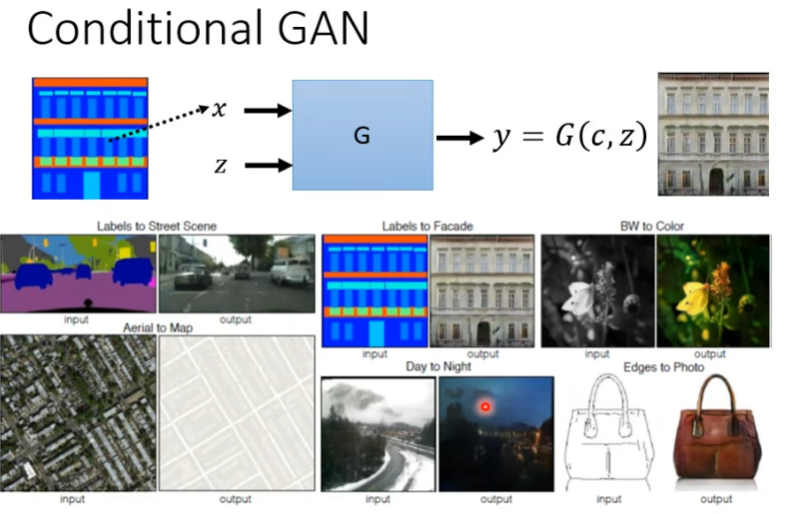 Conditional GAN
x
G
y = G(c, z)
z
Labels to Street Scene
Labels to Facade
BW to Color
input
output
Aerial to Map
input
output
input
output
Day to Night
Edges to Photo
input
output
input
output
input
output